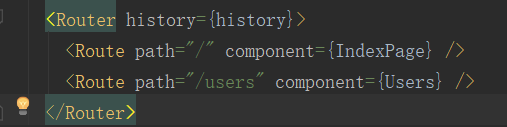 <Router history={history}>
<Route path="/" component={IndexPage} />
<Route path="/users" component={Users} />
</Router>